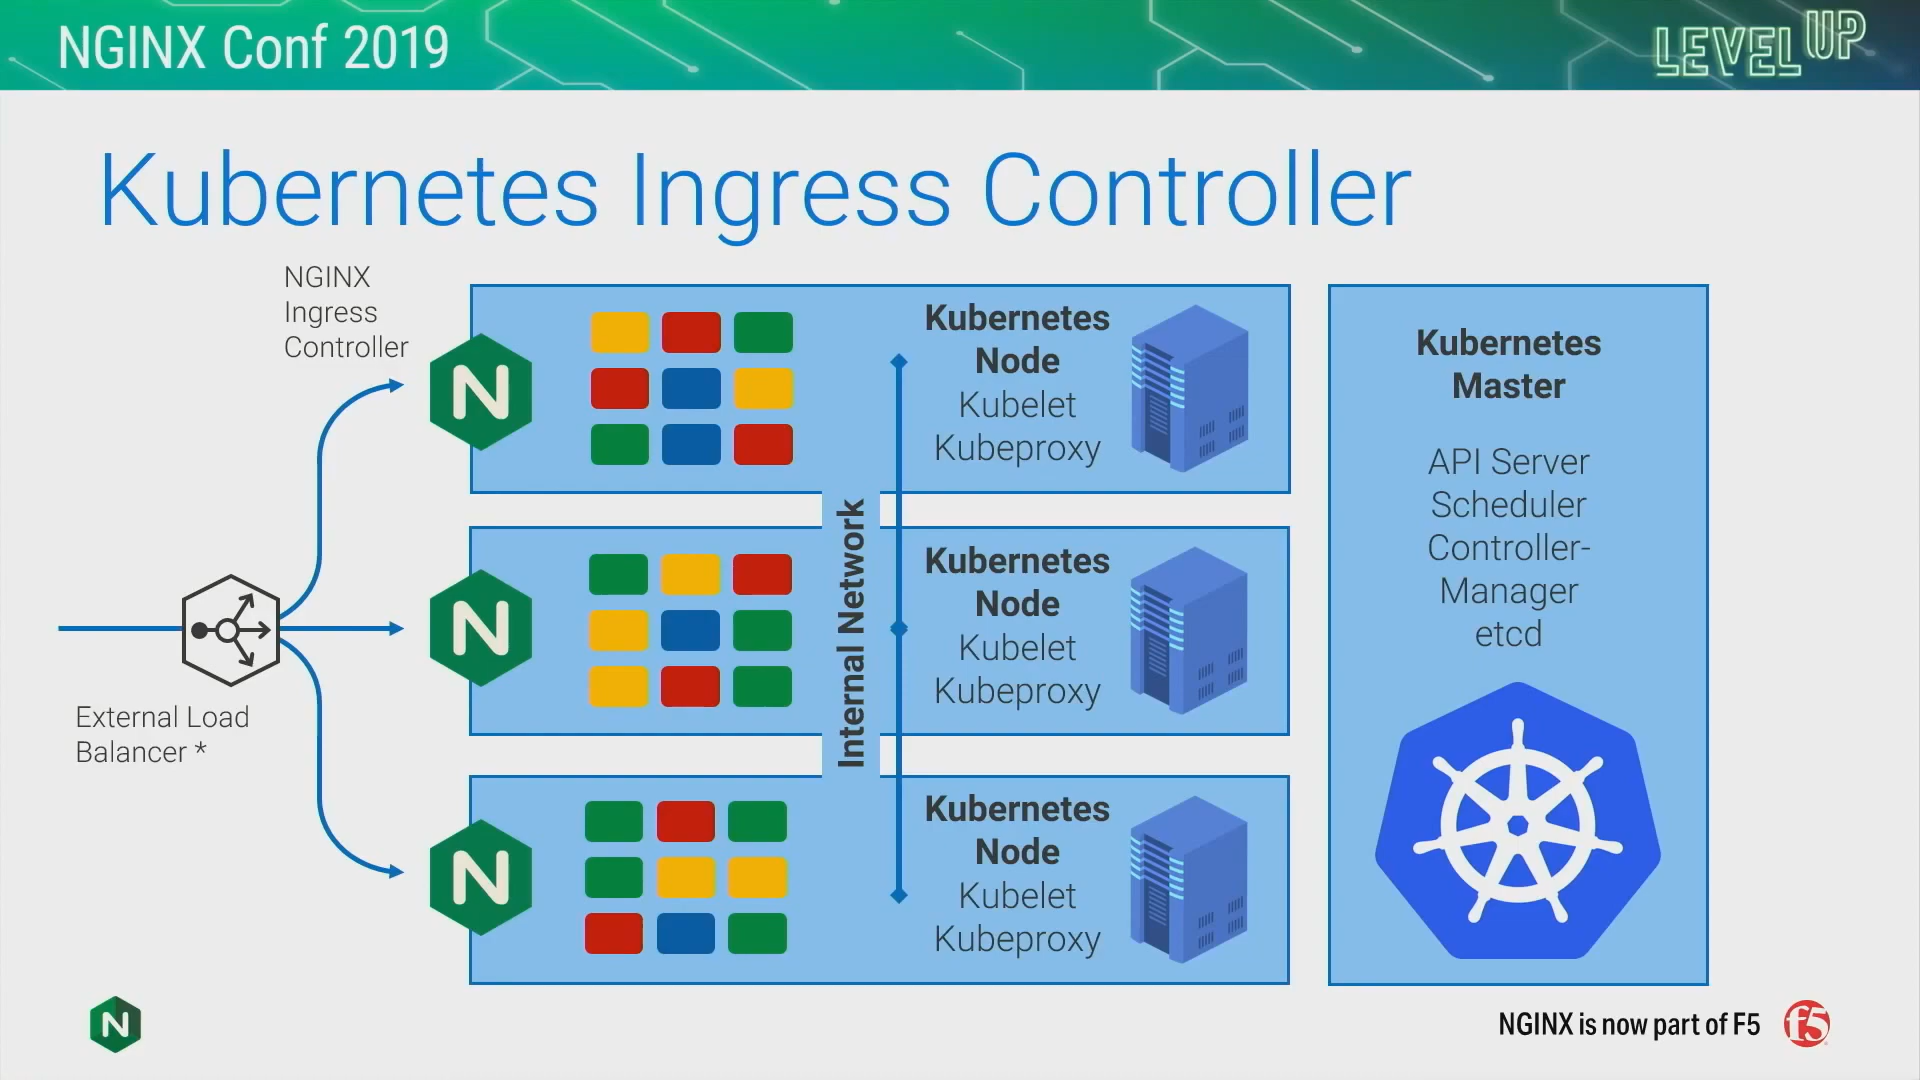 NGINX Conf 2019
LEVEL UP
Kubernetes Ingress Controller
NGINX
Ingress
Controller
External Load
Balancer *
N
N
N
Internal Network
Kubernetes
Node
Kubelet
Kubeproxy
Kubernetes
Node
Kubelet
Kubeproxy
Kubernetes
Node
Kubelet
Kubeproxy
Kubernetes
Master
API Server
Scheduler
Controller-
Manager
etcd
N
NGINX is now part of F5
f5